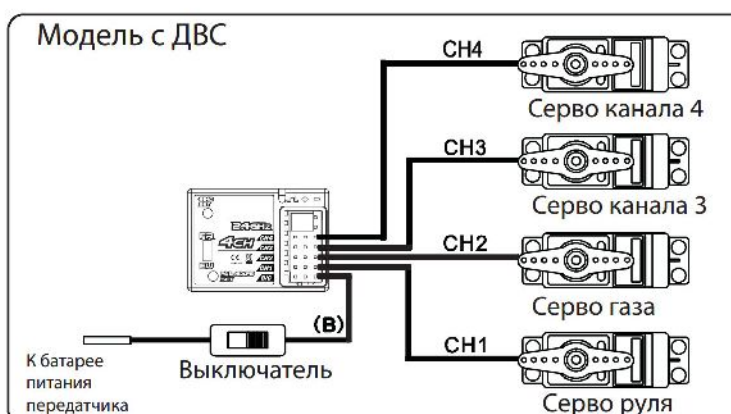 Модель с ДВС
CH4
Серво канала 4
CH3
Серво канала 3
2.4GHz
4CH
CH2
Серво газа
(B)
К батарее
питания
передатчика
Выключатель
CH1
Серво руля